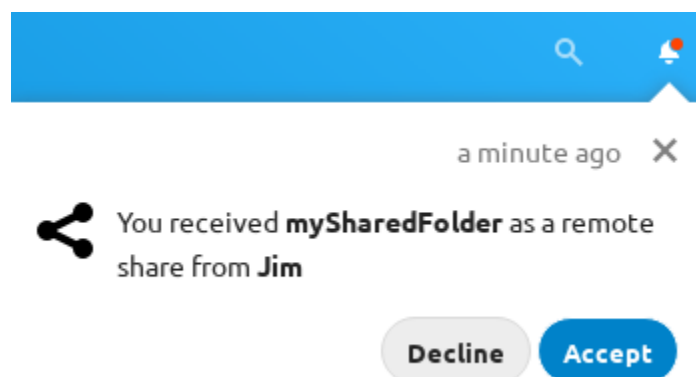 a minute ago
You received mySharedFolder as a remote
share from Jim
Decline Accept